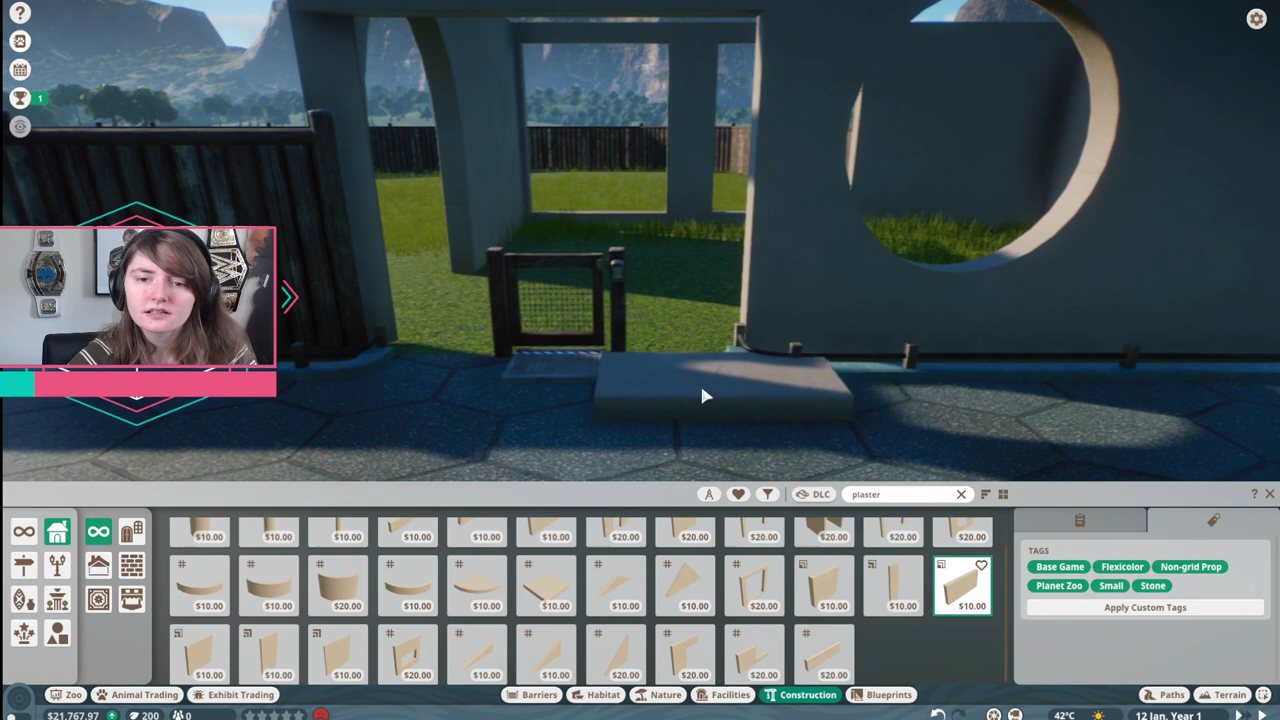 ?
1
DLC
plaster
?
$10.00 $10.00 $10.00 $10.00 $10.00 $10.00 $20.00 $20.00 $20.00 $20.00 $20.00 $20.00
$10.00 $10.00 $20.00 $10.00 $10.00 $10.00 $10.00 $10.00 $20.00 $10.00 $10.00 $10.00
$10.00 $10.00 $10.00 $20.00 $10.00 $10.00 $20.00 $10.00 $20.00 $10.00
TAGS
Base Game Flexicolor Non-grid Prop
Planet Zoo Small Stone
Apply Custom Tags
Zoo Animal Trading Exhibit Trading Barriers Habitat Nature Facilities Construction Blueprints Paths Terrain
$21,767.97 200 0 42°C 12 Jan, Year 1